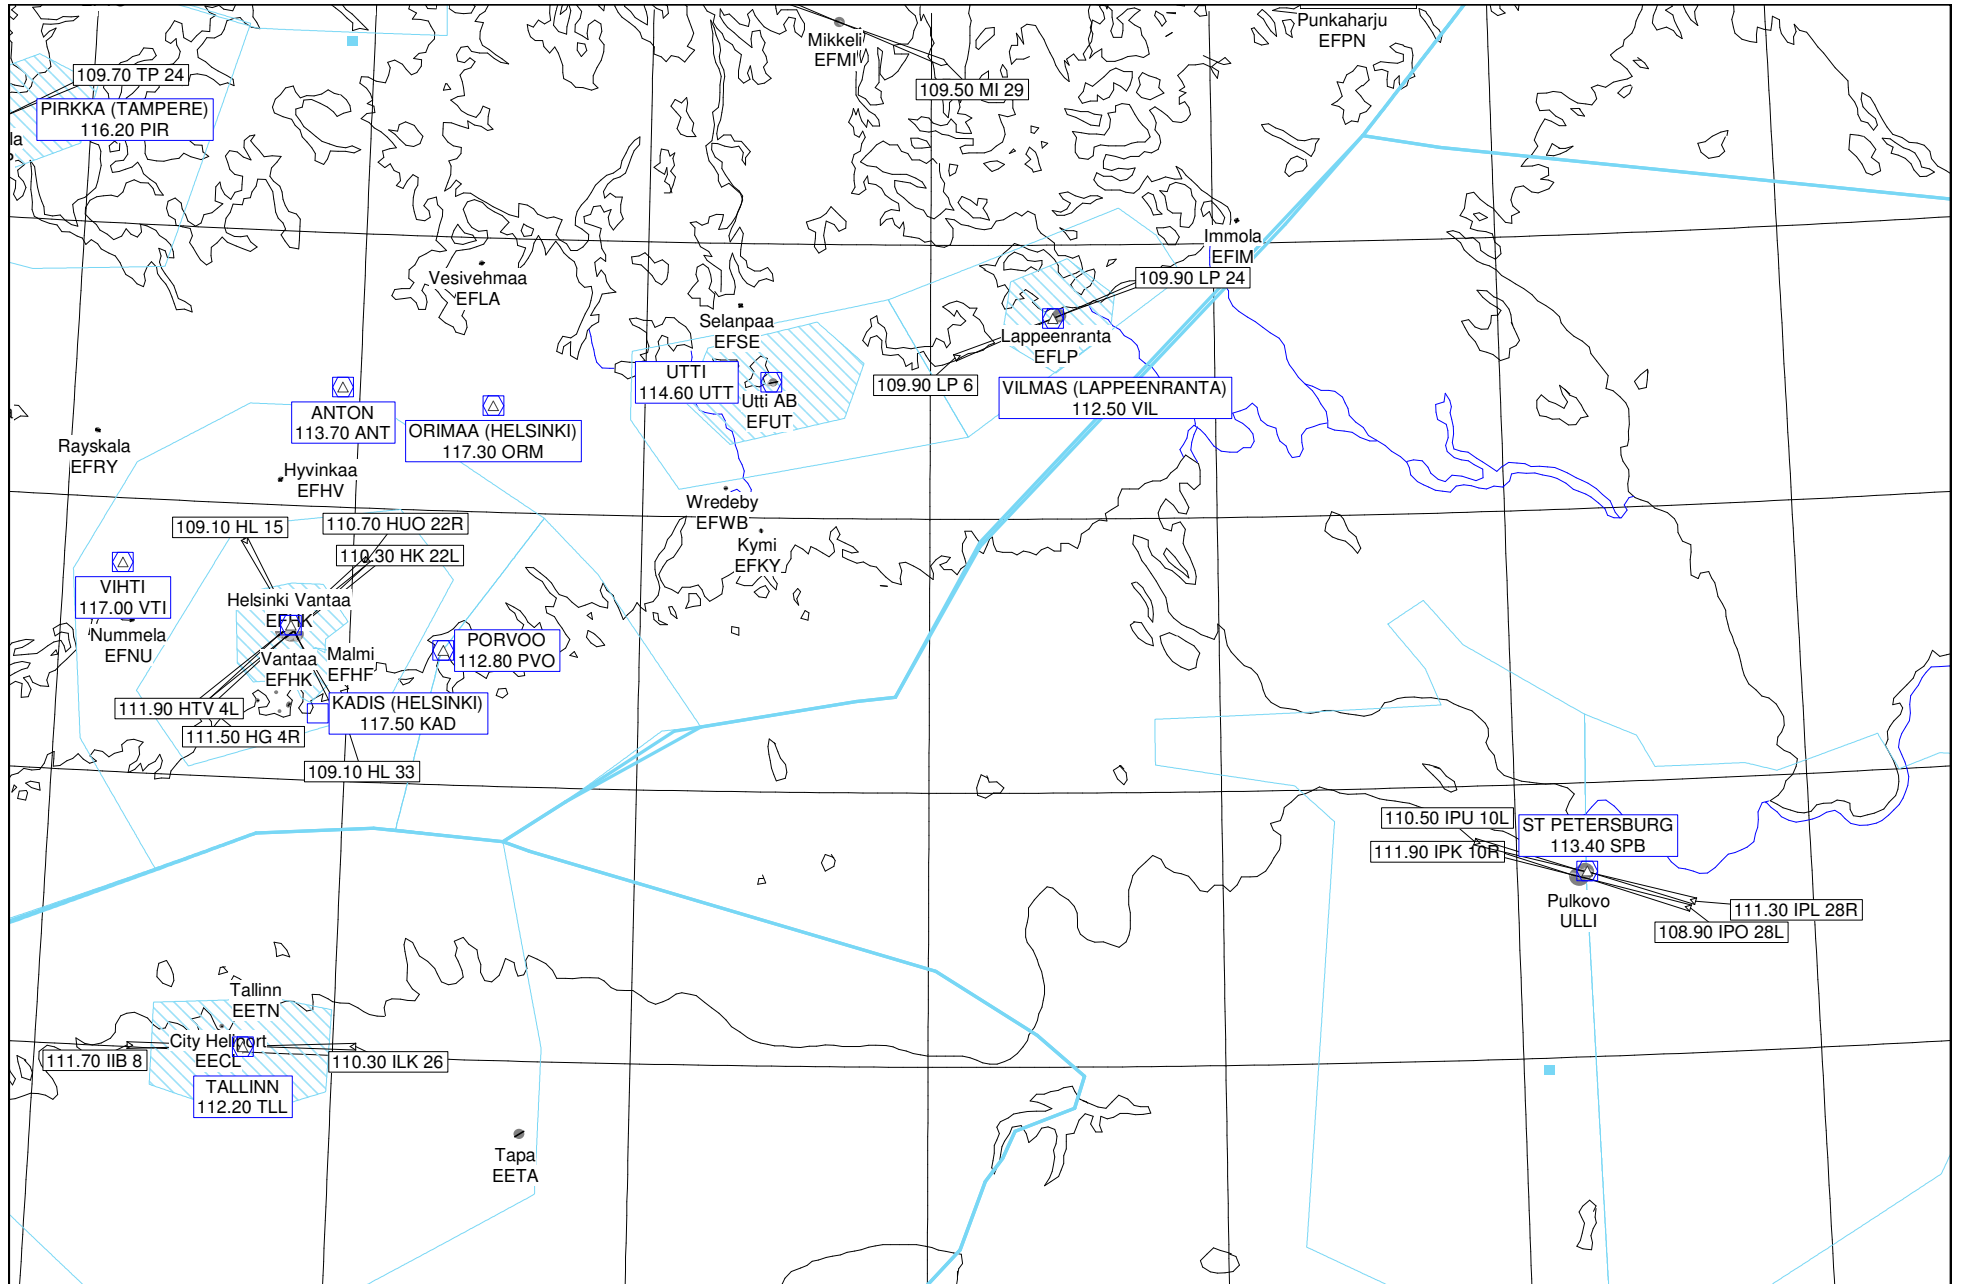 Punkaharju
EFPN
Mikkeli
EFMI
109.50 MI 29
109.70 TP 24
PIRKKA (TAMPERE)
116.20 PIR
la
Immola
EFIM
109.90 LP 24
Vesivehmaa
EFLA
Selanpaa
EFSE
Lappeenranta
EFLP
109.90 LP 6
VILMAS (LAPPEENRANTA)
112.50 VIL
UTTI
114.60 UTT
Utti AB
EFUT
ANTON
113.70 ANT
ORIMAA (HELSINKI)
117.30 ORM
Rayskala
EFRY
Hyvinkaa
EFHV
Wredeby
EFWB
Kymi
EFKY
109.10 HL 15
110.70 HUO 22R
110.30 HK 22L
VIHTI
117.00 VTI
Nummela
EFNU
Helsinki Vantaa
EFHK
Vantaa
EFHK
Malmi
EFHF
PORVOO
112.80 PVO
111.90 HTV 4L
111.50 HG 4R
KADIS (HELSINKI)
117.50 KAD
109.10 HL 33
110.50 IPU 10L
111.90 IPK 10R
ST PETERSBURG
113.40 SPB
Pulkovo
ULLI
111.30 IPL 28R
108.90 IPO 28L
Tallinn
EETN
City Heliport
EECL
111.70 IIB 8
110.30 ILK 26
TALLINN
112.20 TLL
Tapa
EETA